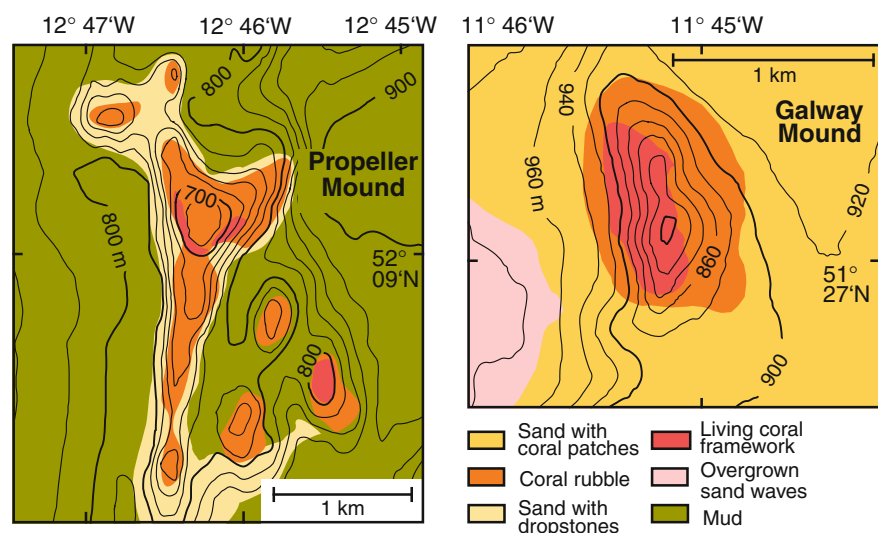 12° 47‘W
12° 46‘W
12° 45‘W
800
900
Propeller
Mound
700
800 m
52°
09‘N
800
1 km
11° 46‘W
11° 45‘W
1 km
940
Galway
Mound
960 m
920
860
51°
27‘N
900
Sand with
coral patches
Coral rubble
Sand with
dropstones
Living coral
framework
Overgrown
sand waves
Mud